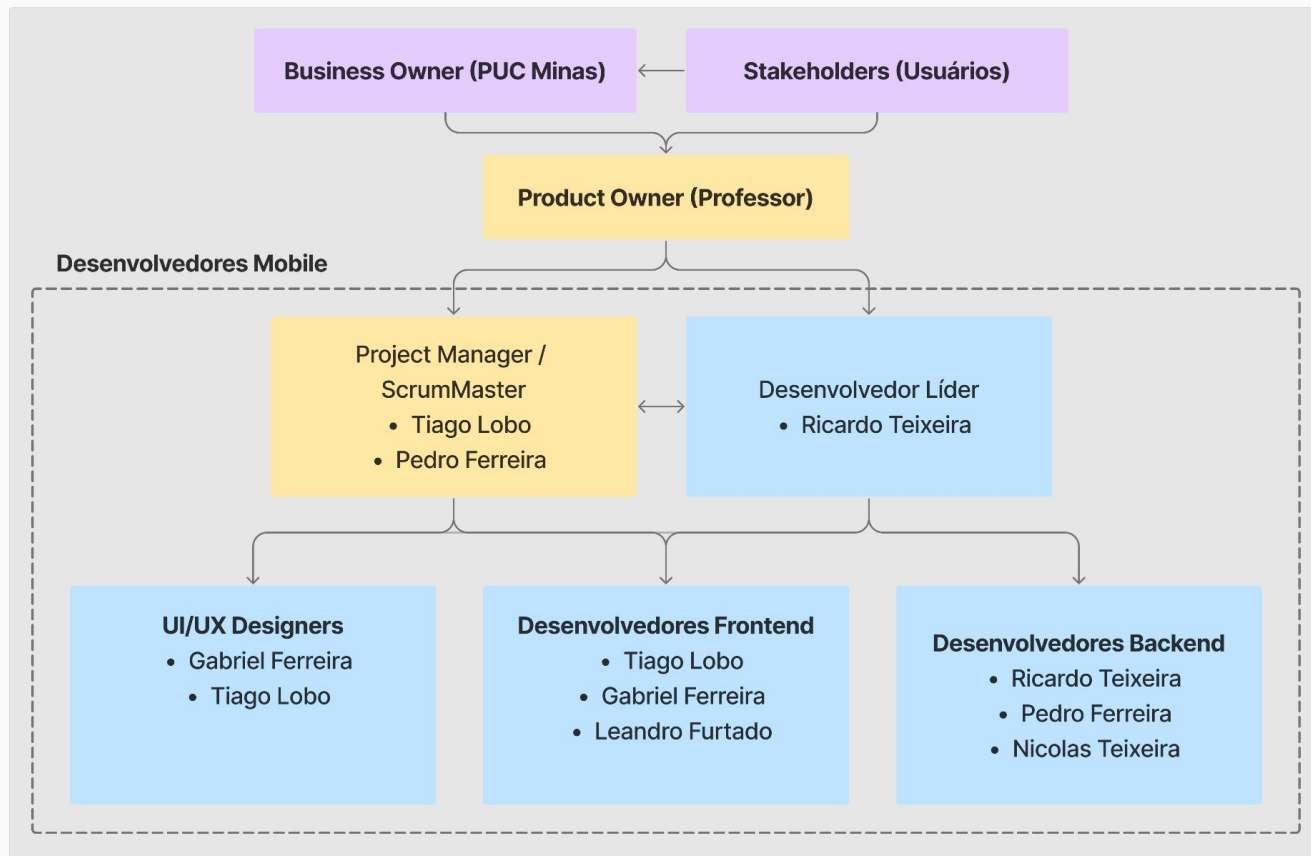 Business Owner (PUC Minas)
Stakeholders (Usuários)
Product Owner (Professor)
Desenvolvedores Mobile
Project Manager /
ScrumMaster
• Tiago Lobo
• Pedro Ferreira
Desenvolvedor Líder
• Ricardo Teixeira
UI/UX Designers
• Gabriel Ferreira
• Tiago Lobo
Desenvolvedores Frontend
• Tiago Lobo
• Gabriel Ferreira
• Leandro Furtado
Desenvolvedores Backend
• Ricardo Teixeira
• Pedro Ferreira
• Nicolas Teixeira